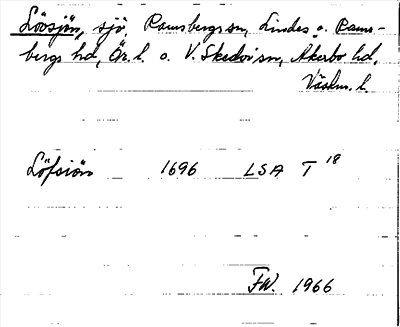 Lövsjön, sjö, Ramsbergs sn, Lindes o. Rams-
bergs hd, Ör. l. o. V. Skedvi sn, Åkerbo hd,
Västm. l.
Löfsiön 1696 LSA T 18
FW. 1966